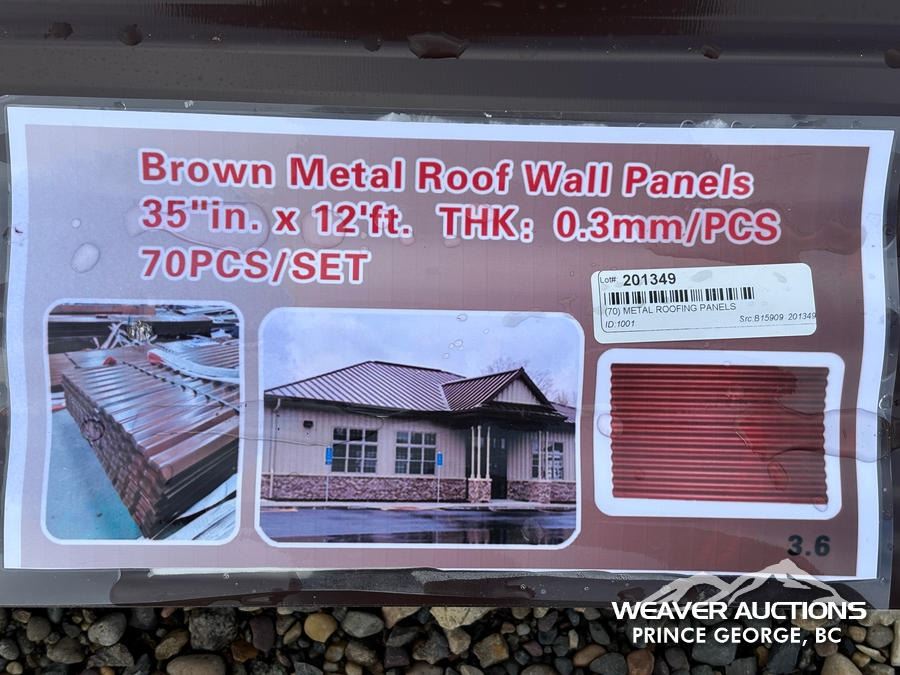 Brown Metal Roof Wall Panels
35"in. x 12'ft. THK: 0.3mm/PCS
70PCS/SET
Lot#: 201349
(70) METAL ROOFING PANELS
ID:1001 Src:B15909 201349
3.6
WEAVER AUCTIONS
PRINCE GEORGE, BC